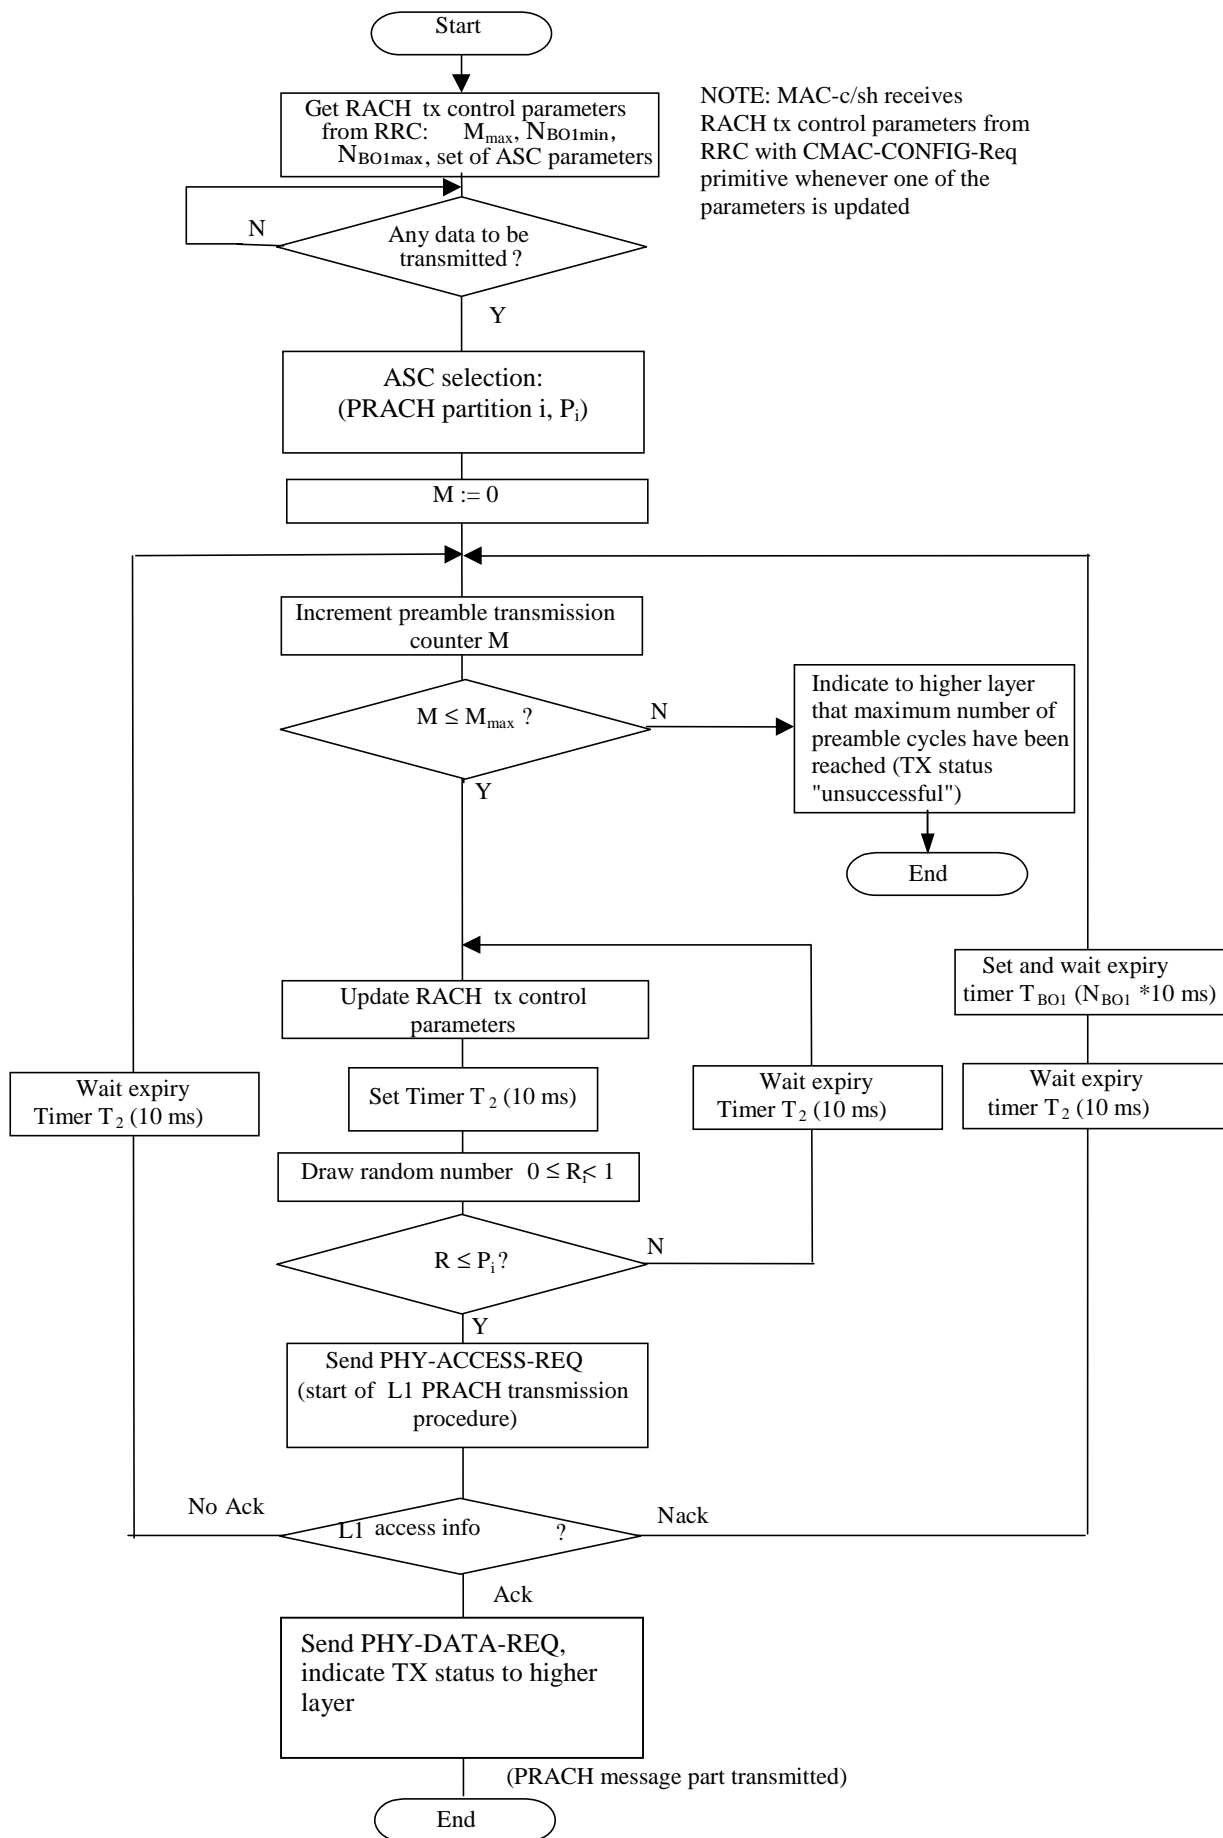 Start
Get RACH tx control parameters
from RRC: Mmax, NBO1min,
NBO1max, set of ASC parameters
NOTE: MAC-c/sh receives
RACH tx control parameters from
RRC with CMAC-CONFIG-Req
primitive whenever one of the
parameters is updated
N
Any data to be
transmitted ?
Y
ASC selection:
(PRACH partition i, Pi)
M := 0
Increment preamble transmission
counter M
M ≤ Mmax ?
N
Indicate to higher layer
that maximum number of
preamble cycles have been
reached (TX status
"unsuccessful")
Y
End
Set and wait expiry
timer TBO1 (NBO1 *10 ms)
Update RACH tx control
parameters
Wait expiry
Timer T2 (10 ms)
Set Timer T2 (10 ms)
Wait expiry
Timer T2 (10 ms)
Wait expiry
timer T2 (10 ms)
Draw random number 0 ≤ Ri< 1
R ≤ Pi ?
N
Y
Send PHY-ACCESS-REQ
(start of L1 PRACH transmission
procedure)
No Ack
L1 access info ?
Nack
Ack
Send PHY-DATA-REQ,
indicate TX status to higher
layer
(PRACH message part transmitted)
End